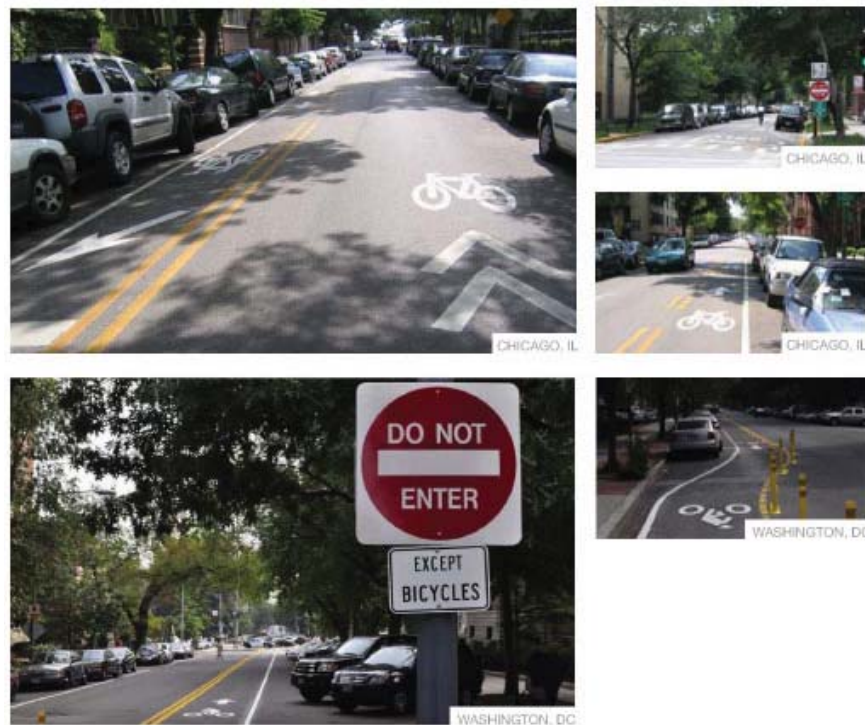 CHICAGO, IL
CHICAGO, IL
CHICAGO, IL
DO NOT
ENTER
EXCEPT
BICYCLES
WASHINGTON, DC
WASHINGTON, DC